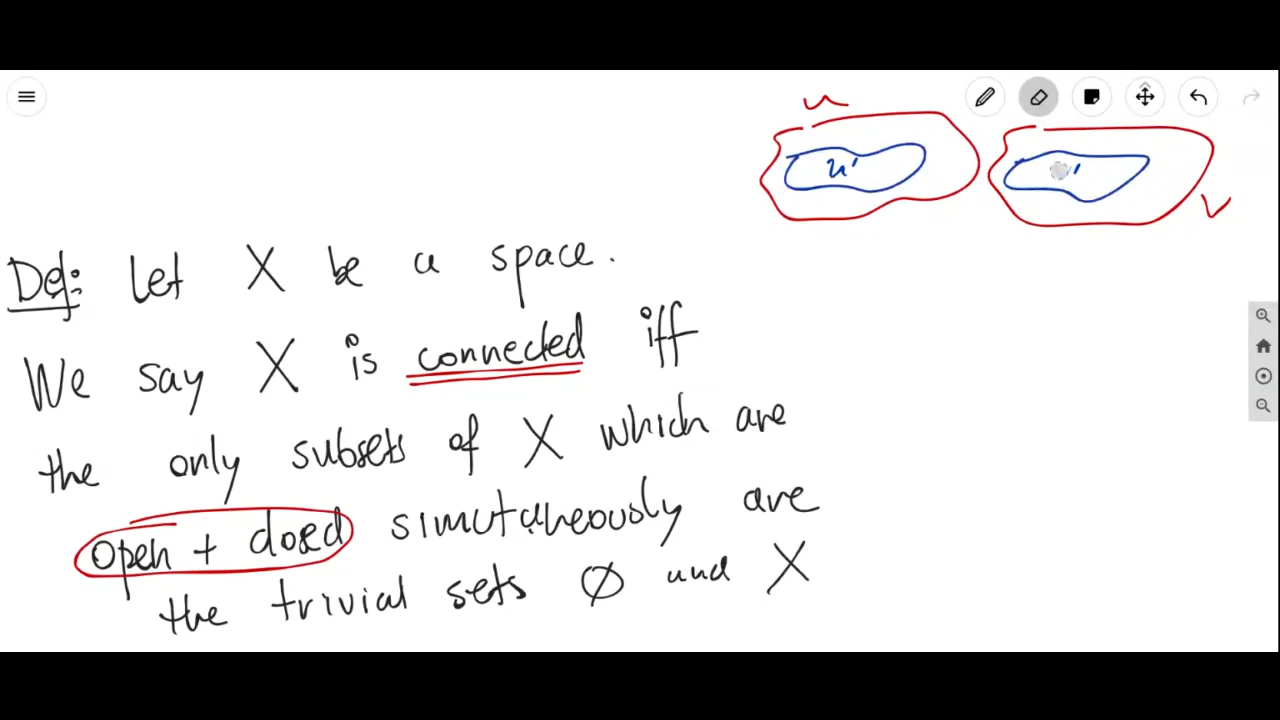 u
u'
'
V
Def: Let X be a space.
We say X is connected iff
the only subsets of X which are
open + closed simutaneously are
the trivial sets ∅ and X